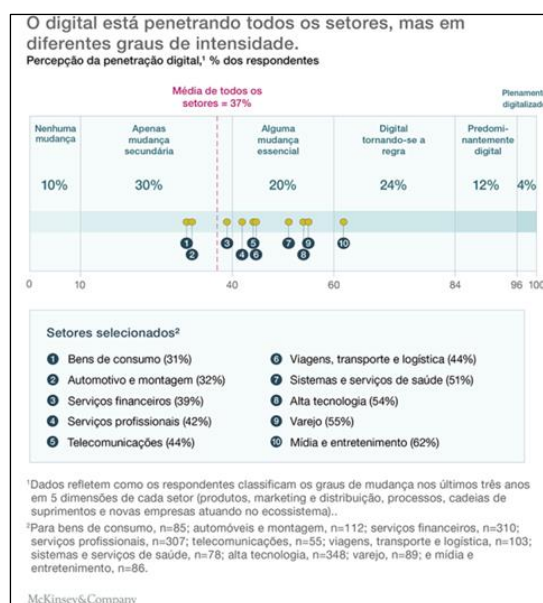 O digital está penetrando todos os setores, mas em
diferentes graus de intensidade.
Percepção da penetração digital,¹ % dos respondentes
Média de todos os
setores = 37%
Plenamente
digitalizado
Nenhuma
mudança
Apenas
mudança
secundária
Alguma
mudança
essencial
Digital
tornando-se a
regra
Predomi-
nantemente
digital
10%
30%
20%
24%
12%
4%
1
2
3
4
5
6
7
8
9
10
0
10
40
60
84
96
100
Setores selecionados²
1 Bens de consumo (31%)
2 Automotivo e montagem (32%)
3 Serviços financeiros (39%)
4 Serviços profissionais (42%)
5 Telecomunicações (44%)
6 Viagens, transporte e logística (44%)
7 Sistemas e serviços de saúde (51%)
8 Alta tecnologia (54%)
9 Varejo (55%)
10 Mídia e entretenimento (62%)
¹Dados refletem como os respondentes classificam os graus de mudança nos últimos três anos
em 5 dimensões de cada setor (produtos, marketing e distribuição, processos, cadeias de
suprimentos e novas empresas atuando no ecossistema)..
²Para bens de consumo, n=85; automóveis e montagem, n=112; serviços financeiros, n=310;
serviços profissionais, n=307; telecomunicações, n=55; viagens, transporte e logística, n=103;
sistemas e serviços de saúde, n=78; alta tecnologia, n=348; varejo, n=89; e mídia e
entretenimento, n=86.
McKinsey&Company